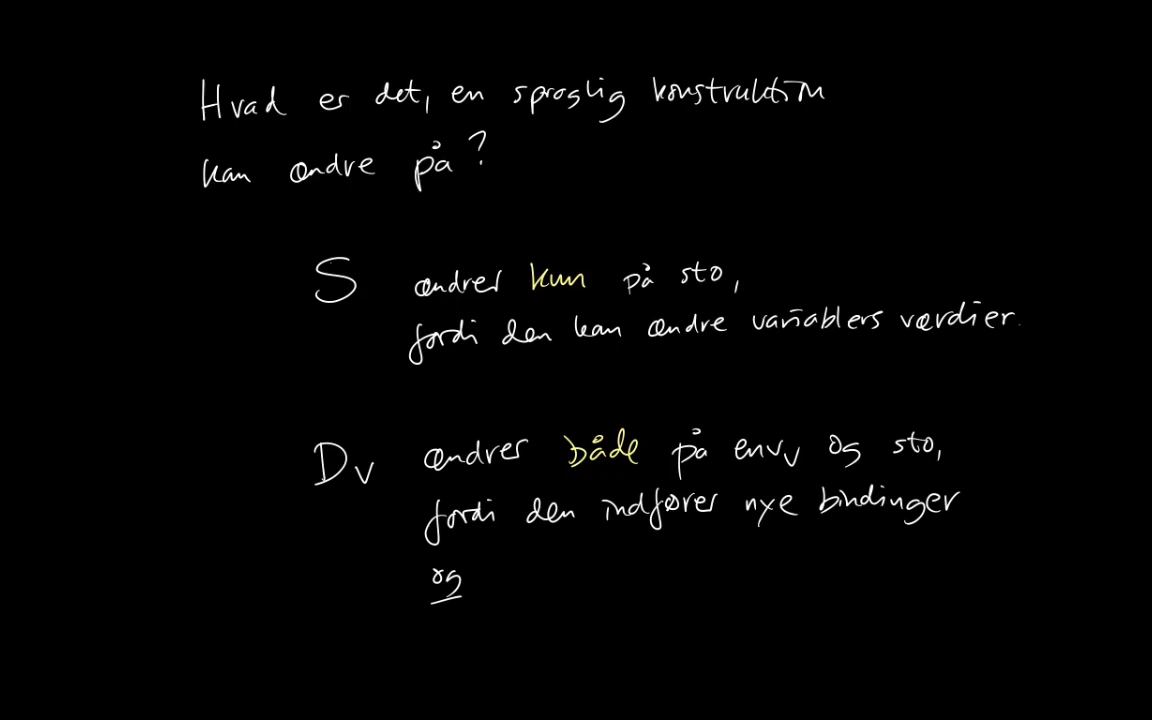 Hvad er det, en sproglig konstruktion
kan ændre på?
S ændrer kun på sto,
fordi den kan ændre variablers værdier.
Dv ændrer både på envv og sto,
fordi den indfører nye bindinger
og